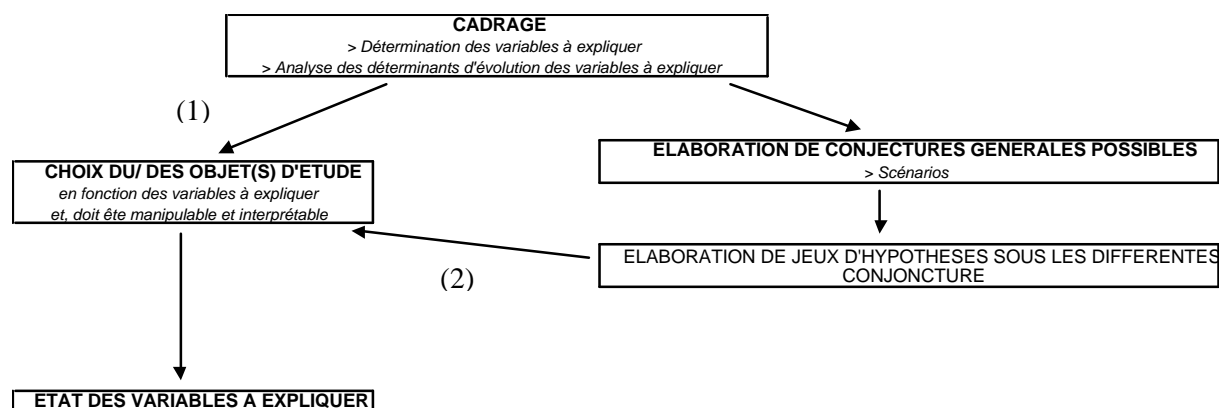 CADRAGE
> Détermination des variables à expliquer
> Analyse des déterminants d'évolution des variables à expliquer
(1)
CHOIX DU/ DES OBJET(S) D'ETUDE
en fonction des variables à expliquer
et, doit ête manipulable et interprétable
ELABORATION DE CONJECTURES GENERALES POSSIBLES
> Scénarios
ELABORATION DE JEUX D'HYPOTHESES SOUS LES DIFFERENTES
CONJONCTURE
(2)
ETAT DES VARIABLES A EXPLIQUER